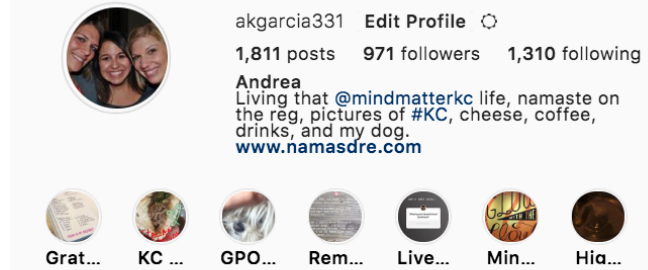 akgarcia331 Edit Profile
1,811 posts 971 followers 1,310 following
Andrea
Living that @mindmatterkc life, namaste on
the reg, pictures of #KC, cheese, coffee,
drinks, and my dog.
www.namasdre.com
Grat... KC ... GPO... Rem... Live... Min... Hig...